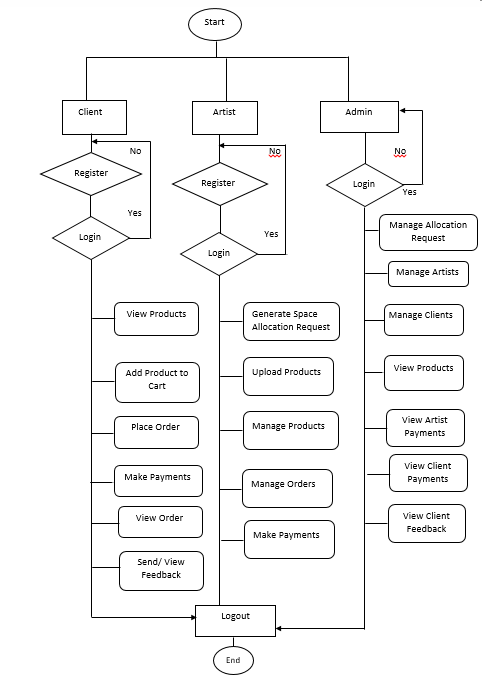 Start
Client
Artist
Admin
No
Register
Yes
Login
No
Register
Yes
Login
No
Login
Yes
View Products
Add Product to
Cart
Place Order
Make Payments
View Order
Send/ View
Feedback
Generate Space
Allocation Request
Upload Products
Manage Products
Manage Orders
Make Payments
Manage Allocation
Request
Manage Artists
Manage Clients
View Products
View Artist
Payments
View Client
Payments
View Client
Feedback
Logout
End